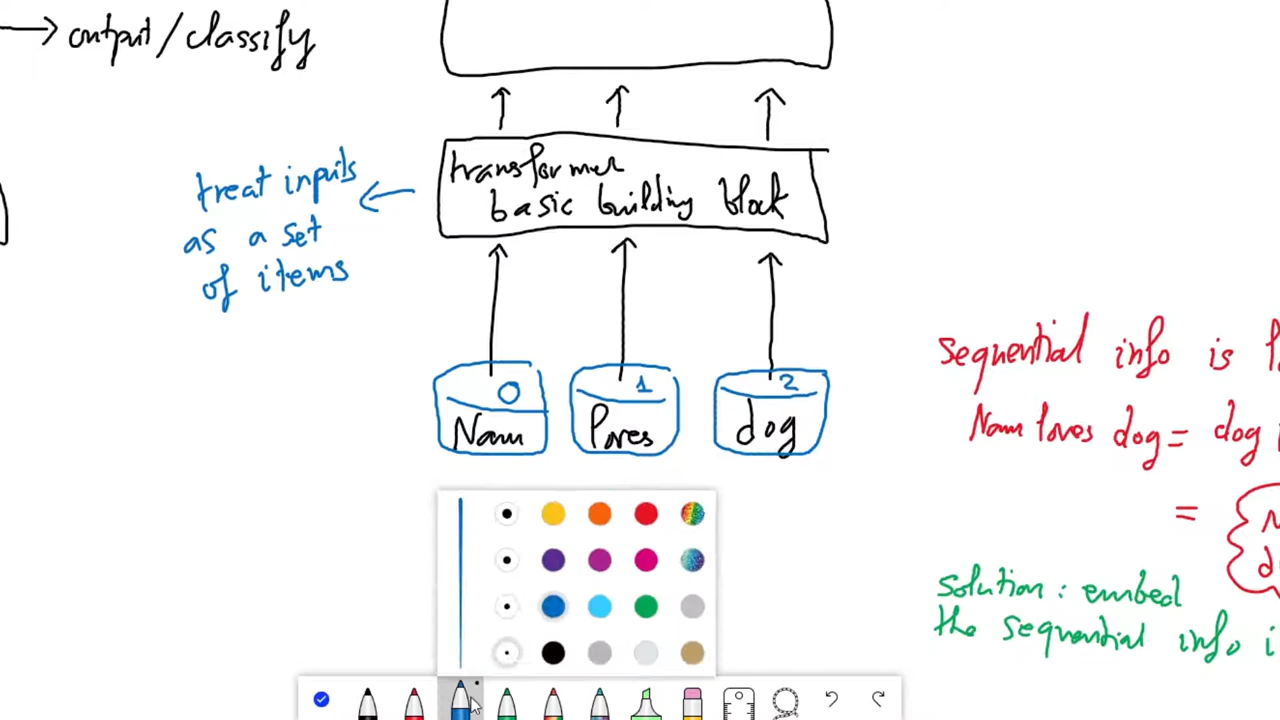 output/classify
transformer
basic building block
treat inputs
as a set
of items
0
1
2
Nam
loves
dog
sequential info is
Nam loves dog = dog
=
solution : embed
the sequential info